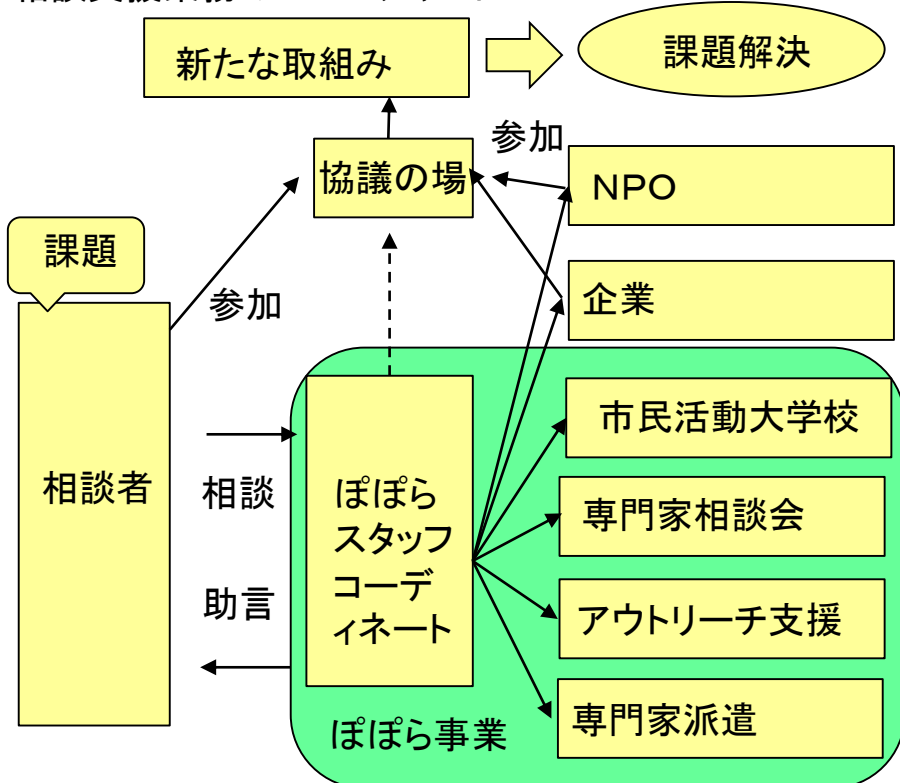 新たな取組み
課題解決
参加
協議の場
NPO
課題
企業
参加
市民活動大学校
相談者
相談
ぽぽら
スタッフ
コーデ
ィネート
専門家相談会
助言
アウトリーチ支援
専門家派遣
ぽぽら事業